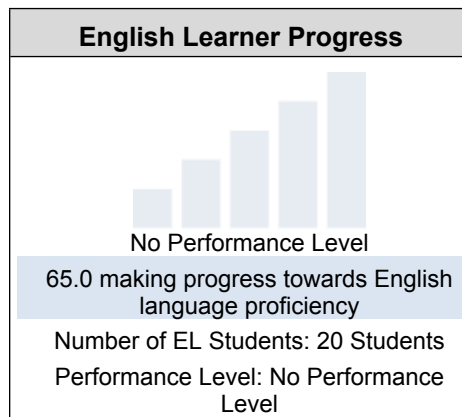 English Learner Progress
No Performance Level
65.0 making progress towards English
language proficiency
Number of EL Students: 20 Students
Performance Level: No Performance
Level